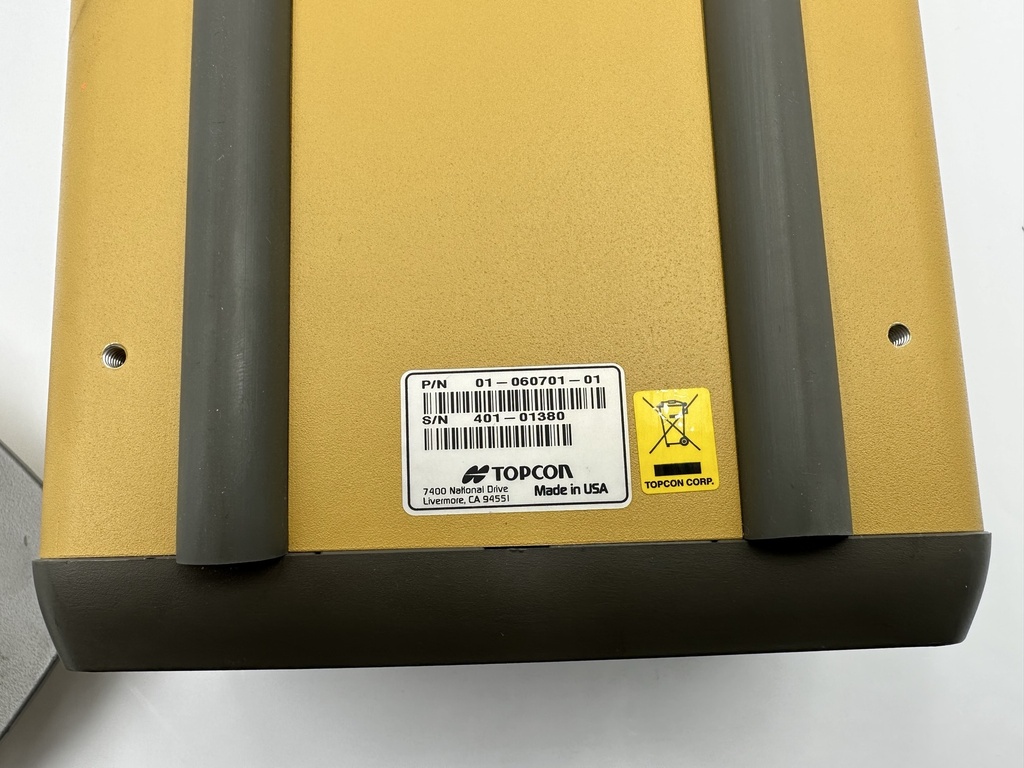 P/N 01-060701-01
S/N 401-01380
TOPCON
7400 National Drive
Livermore, CA 94551
Made in USA
TOPCON CORP.